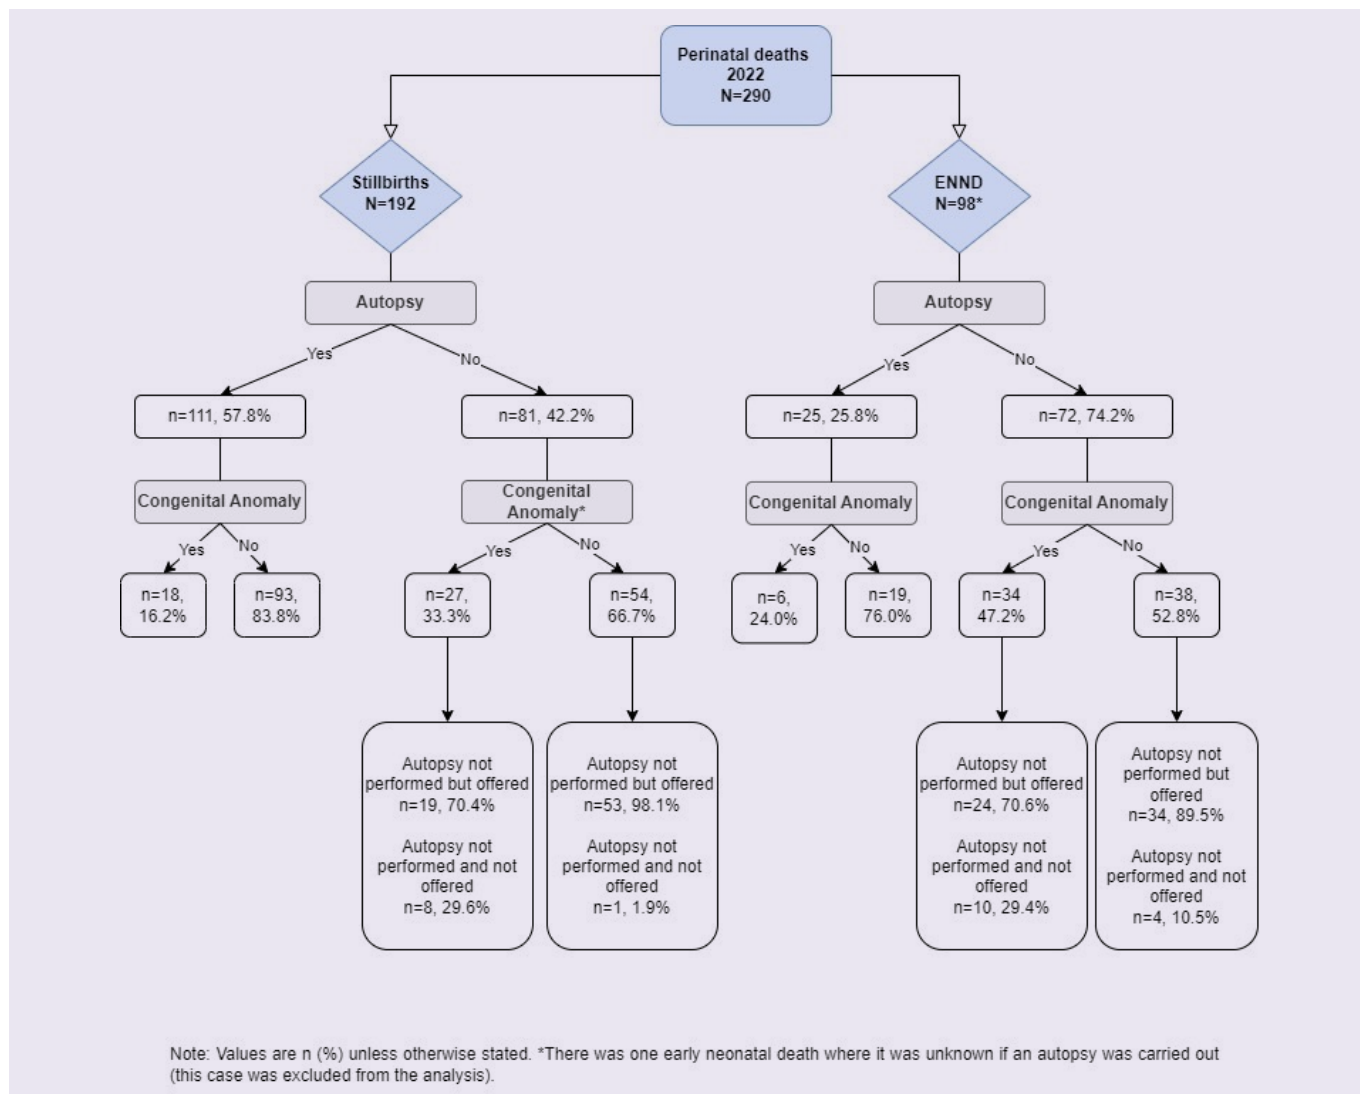 Perinatal deaths
2022
N=290
Stillbirths
N=192
ENND
N=98*
Autopsy
Autopsy
Yes
No
Yes
No
n=111, 57.8%
n=81, 42.2%
n=25, 25.8%
n=72, 74.2%
Congenital Anomaly
Congenital
Anomaly*
Congenital Anomaly
Congenital Anomaly
Yes
No
Yes
No
Yes
No
Yes
No
n=18,
16.2%
n=93,
83.8%
n=27,
33.3%
n=54,
66.7%
n=6,
24.0%
n=19,
76.0%
n=34
47.2%
n=38,
52.8%
Autopsy not
performed but offered
n=19, 70.4%
Autopsy not
performed and not
offered
n=8, 29.6%
Autopsy not
performed but offered
n=53, 98.1%
Autopsy not
performed and not
offered
n=1, 1.9%
Autopsy not
performed but offered
n=24, 70.6%
Autopsy not
performed and not
offered
n=10, 29.4%
Autopsy not
performed but
offered
n=34, 89.5%
Autopsy not
performed and not
offered
n=4, 10.5%
Note: Values are n (%) unless otherwise stated. *There was one early neonatal death where it was unknown if an autopsy was carried out
(this case was excluded from the analysis).